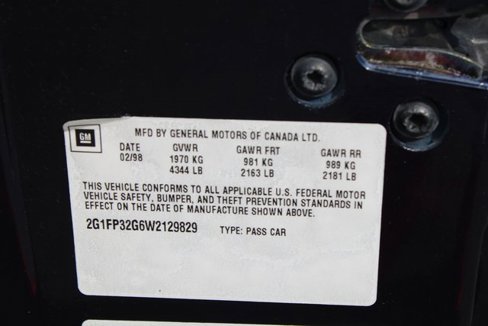 GM
MFD BY GENERAL MOTORS OF CANADA LTD.
DATE GVWR GAWR FRT GAWR RR
02/98 1970 KG 981 KG 989 KG
4344 LB 2163 LB 2181 LB
THIS VEHICLE CONFORMS TO ALL APPLICABLE U.S. FEDERAL MOTOR
VEHICLE SAFETY, BUMPER, AND THEFT PREVENTION STANDARDS IN
EFFECT ON THE DATE OF MANUFACTURE SHOWN ABOVE.
2G1FP32G6W2129829 TYPE: PASS CAR